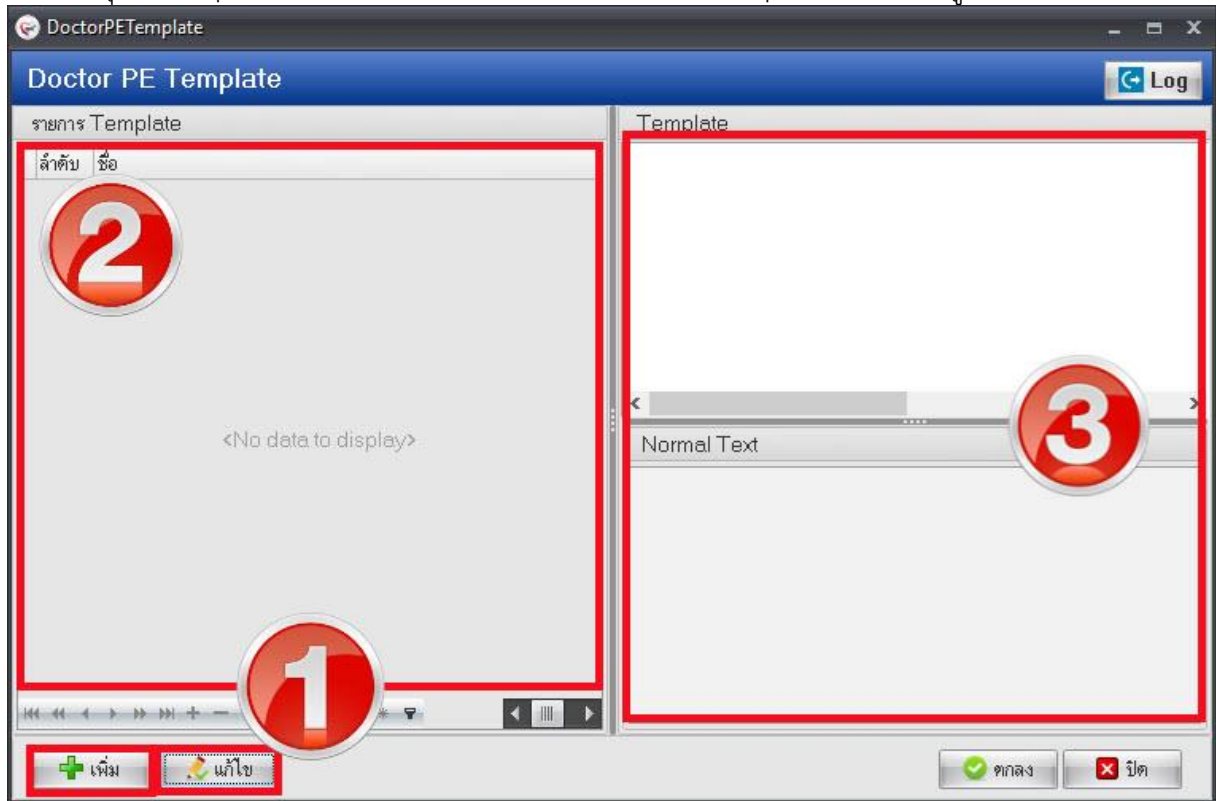 DoctorPETemplate
Doctor PE Template
Log
รายการ Template
Template
ลำดับ ชื่อ
2
3
<No data to display>
Normal Text
1
เพิ่ม แก้ไข ตกลง ปิด